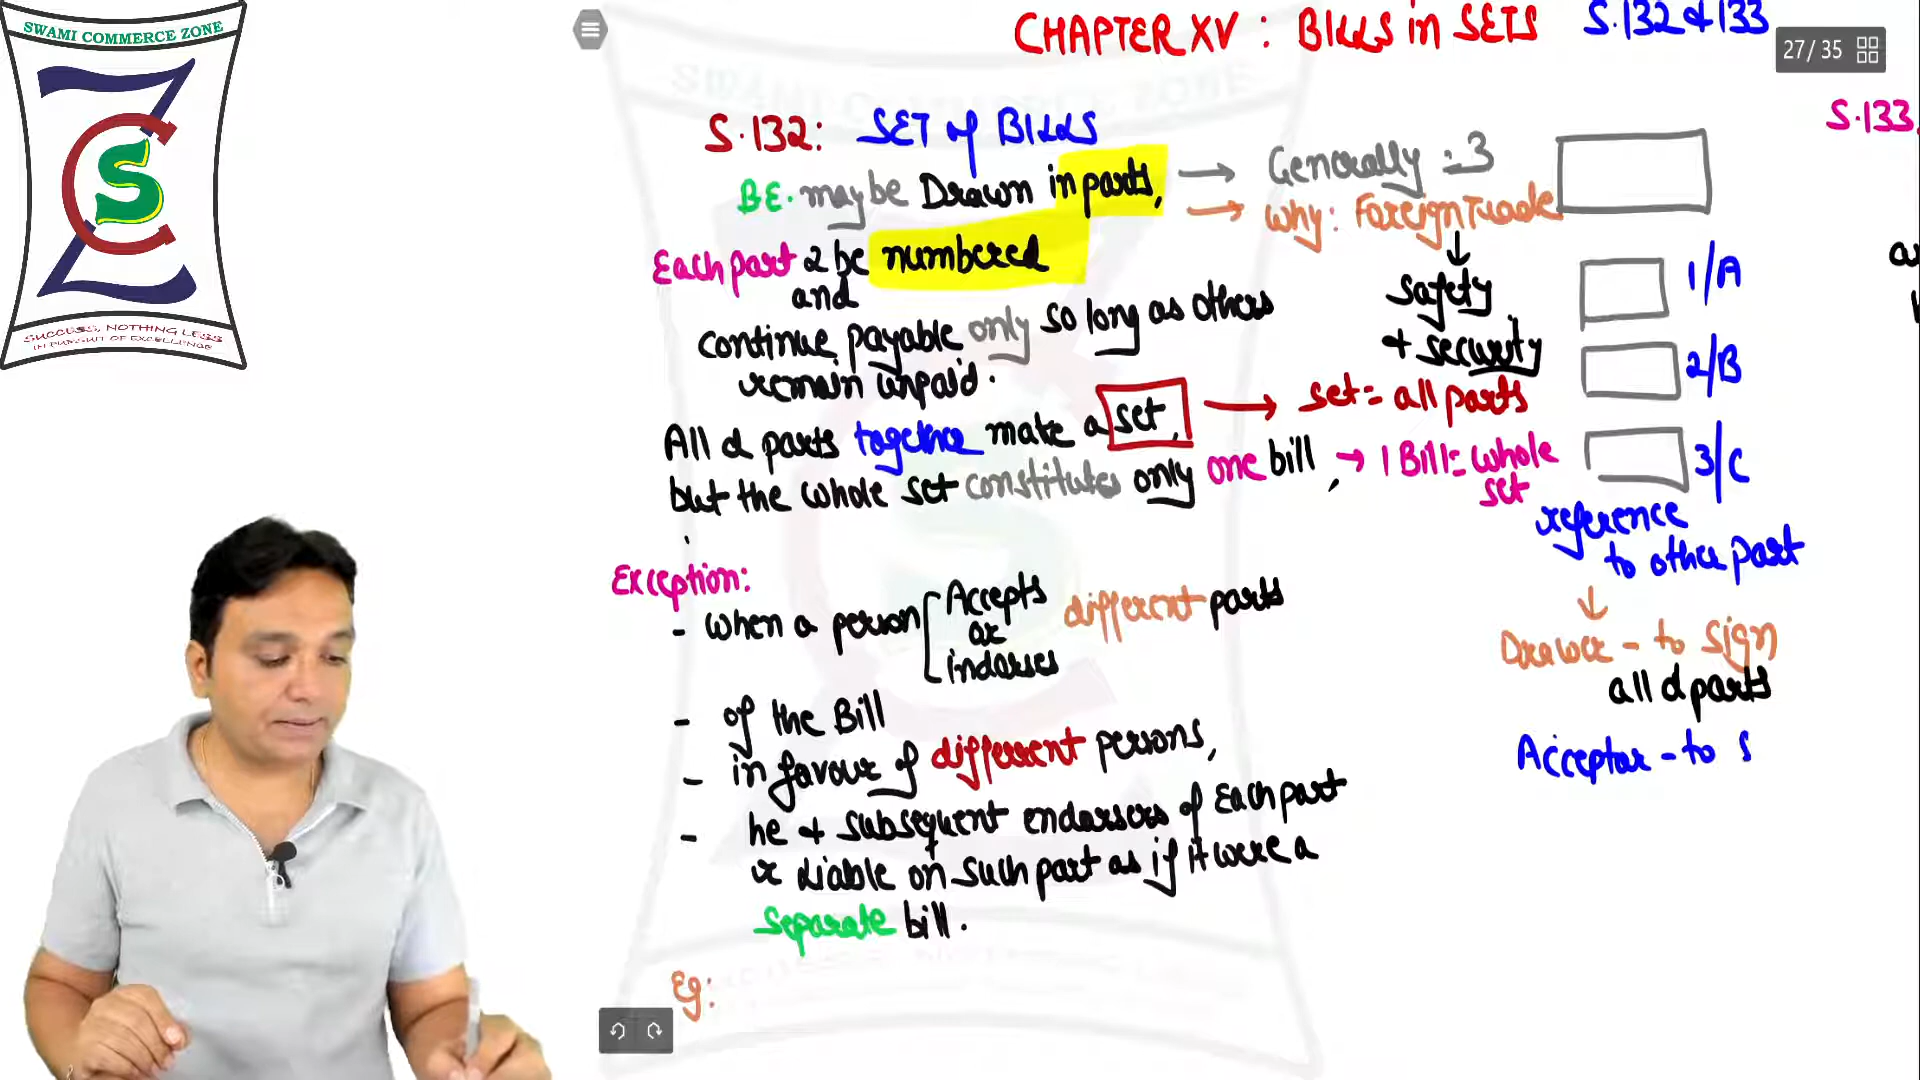 SWAMI COMMERCE ZONE
S
SUCCESS, NOTHING LESS
IN PURSUIT OF EXCELLENCE
CHAPTER XV : BILLS in SETS S.132 & 133
27/ 35
S.132: SET of BILLS
S.133
B.E. may be Drawn in parts, → Generally = 3
→ Why: Foreign Trade
↓
safety
+ security
Each part 2 be numbered
and
continue payable only so long as others
remain unpaid.
All d parts together make a set, → set = all parts
but the whole set constitutes only one bill, → 1 Bill = whole
set
1/A
2/B
3/C
reference
to other part
↓
Drawer - to sign
all d parts
Acceptor - to s
Exception:
- when a person Accepts
or
indorses
different parts
- of the Bill
- in favour of different persons,
- he & subsequent endorsers of Each part
r liable on such part as if it were a
separate bill.
Eg: